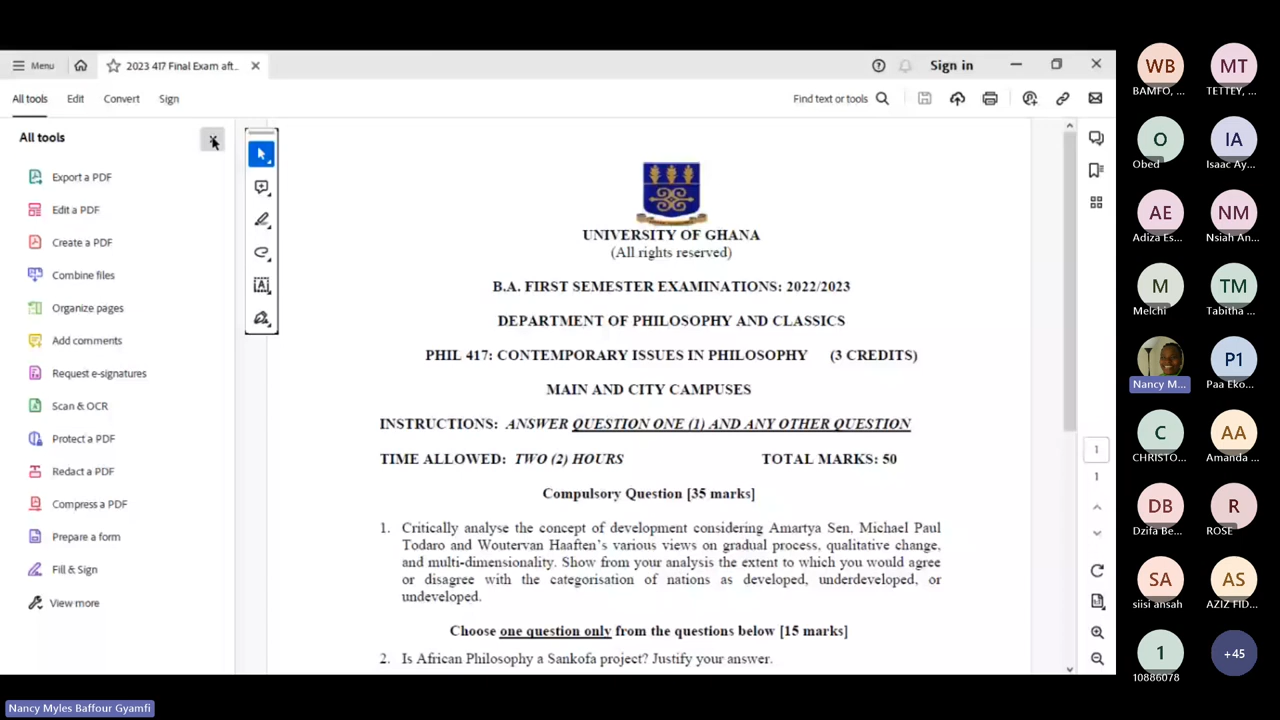 Menu
2023 417 Final Exam aft...
Sign in
All tools
Edit
Convert
Sign
Find text or tools
All tools
Export a PDF
Edit a PDF
Create a PDF
Combine files
Organize pages
Add comments
Request e-signatures
Scan & OCR
Protect a PDF
Redact a PDF
Compress a PDF
Prepare a form
Fill & Sign
View more
UNIVERSITY OF GHANA
(All rights reserved)
B.A. FIRST SEMESTER EXAMINATIONS: 2022/2023
DEPARTMENT OF PHILOSOPHY AND CLASSICS
PHIL 417: CONTEMPORARY ISSUES IN PHILOSOPHY (3 CREDITS)
MAIN AND CITY CAMPUSES
INSTRUCTIONS: ANSWER QUESTION ONE (1) AND ANY OTHER QUESTION
TIME ALLOWED: TWO (2) HOURS TOTAL MARKS: 50
Compulsory Question [35 marks]
1. Critically analyse the concept of development considering Amartya Sen, Michael Paul
Todaro and Woutervan Haaften's various views on gradual process, qualitative change,
and multi-dimensionality. Show from your analysis the extent to which you would agree
or disagree with the categorisation of nations as developed, underdeveloped, or
undeveloped.
Choose one question only from the questions below [15 marks]
2. Is African Philosophy a Sankofa project? Justify your answer.
1
1
WB
BAMFO, ...
MT
TETTEY, ...
O
Obed
IA
Isaac Ay...
AE
Adiza Es...
NM
Nsiah An...
M
Melchi
TM
Tabitha ...
Nancy M...
P1
Paa Eko...
C
CHRISTO...
AA
Amanda ...
DB
Dzifa Be...
R
ROSE
SA
siisi ansah
AS
AZIZ FID...
1
10886078
+45
Nancy Myles Baffour Gyamfi